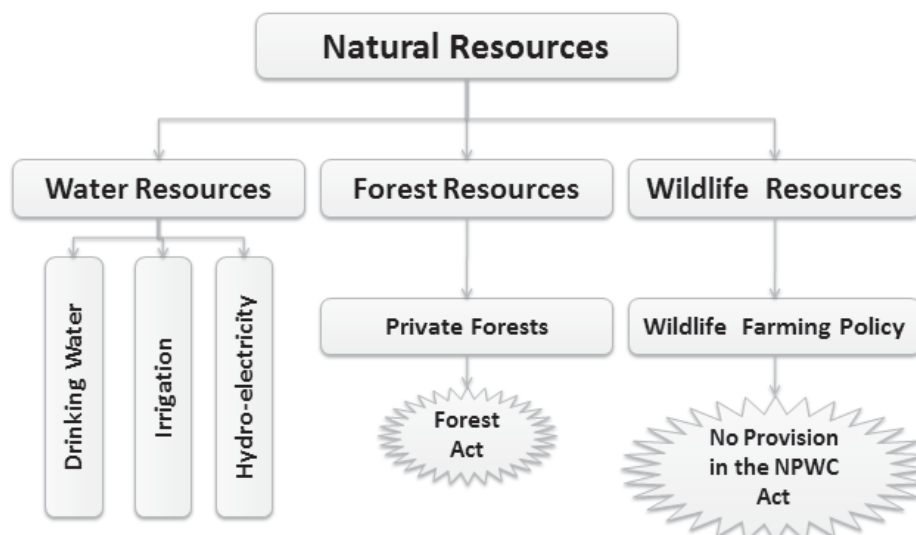 Natural Resources
Water Resources
Forest Resources
Wildlife Resources
Drinking Water
Irrigation
Hydro-electricity
Private Forests
Wildlife Farming Policy
Forest
Act
No Provision
in the NPWC
Act